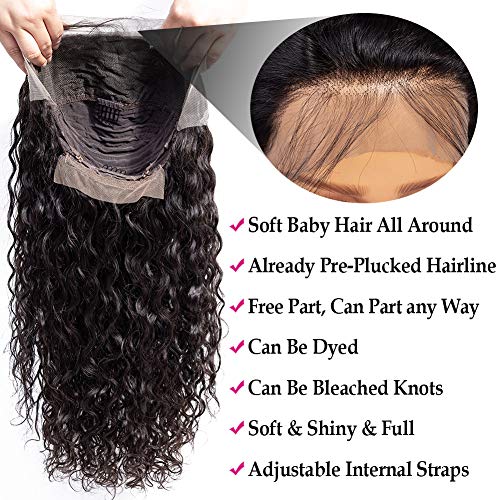 Soft Baby Hair All Around
Already Pre-Plucked Hairline
Free Part, Can Part any Way
Can Be Dyed
Can Be Bleached Knots
Soft & Shiny & Full
Adjustable Internal Straps